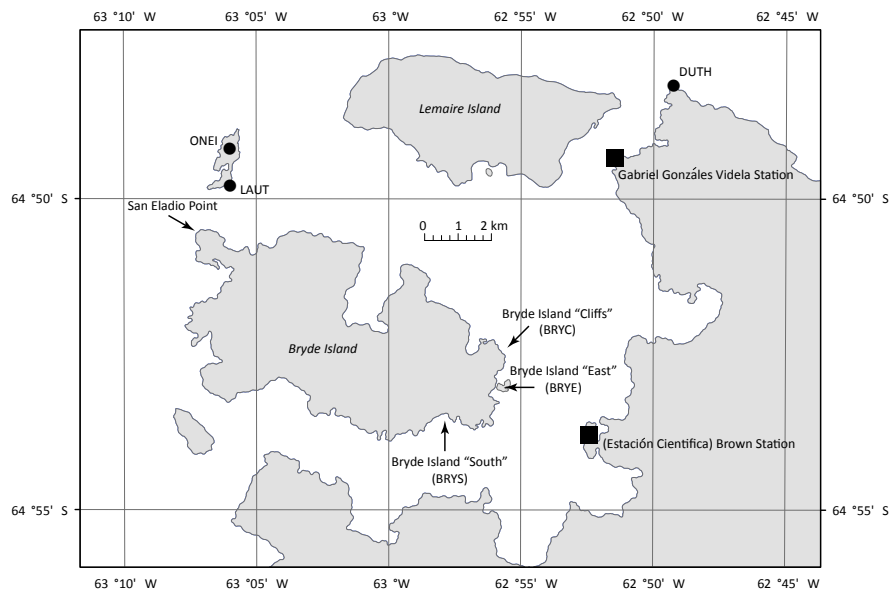 63 °10' W 63 °05' W 63 °W 62 °55' W 62 °50' W 62 °45' W
DUTH
Lemaire Island
ONEI
Gabriel Gonzáles Videla Station
LAUT
64 °50' S 64 °50' S
San Eladio Point
0 1 2 km
Bryde Island “Cliffs”
(BRYC)
Bryde Island
Bryde Island “East”
(BRYE)
(Estación Cientifica) Brown Station
Bryde Island “South”
(BRYS)
64 °55' S 64 °55' S
63 °10' W 63 °05' W 63 °W 62 °55' W 62 °50' W 62 °45' W